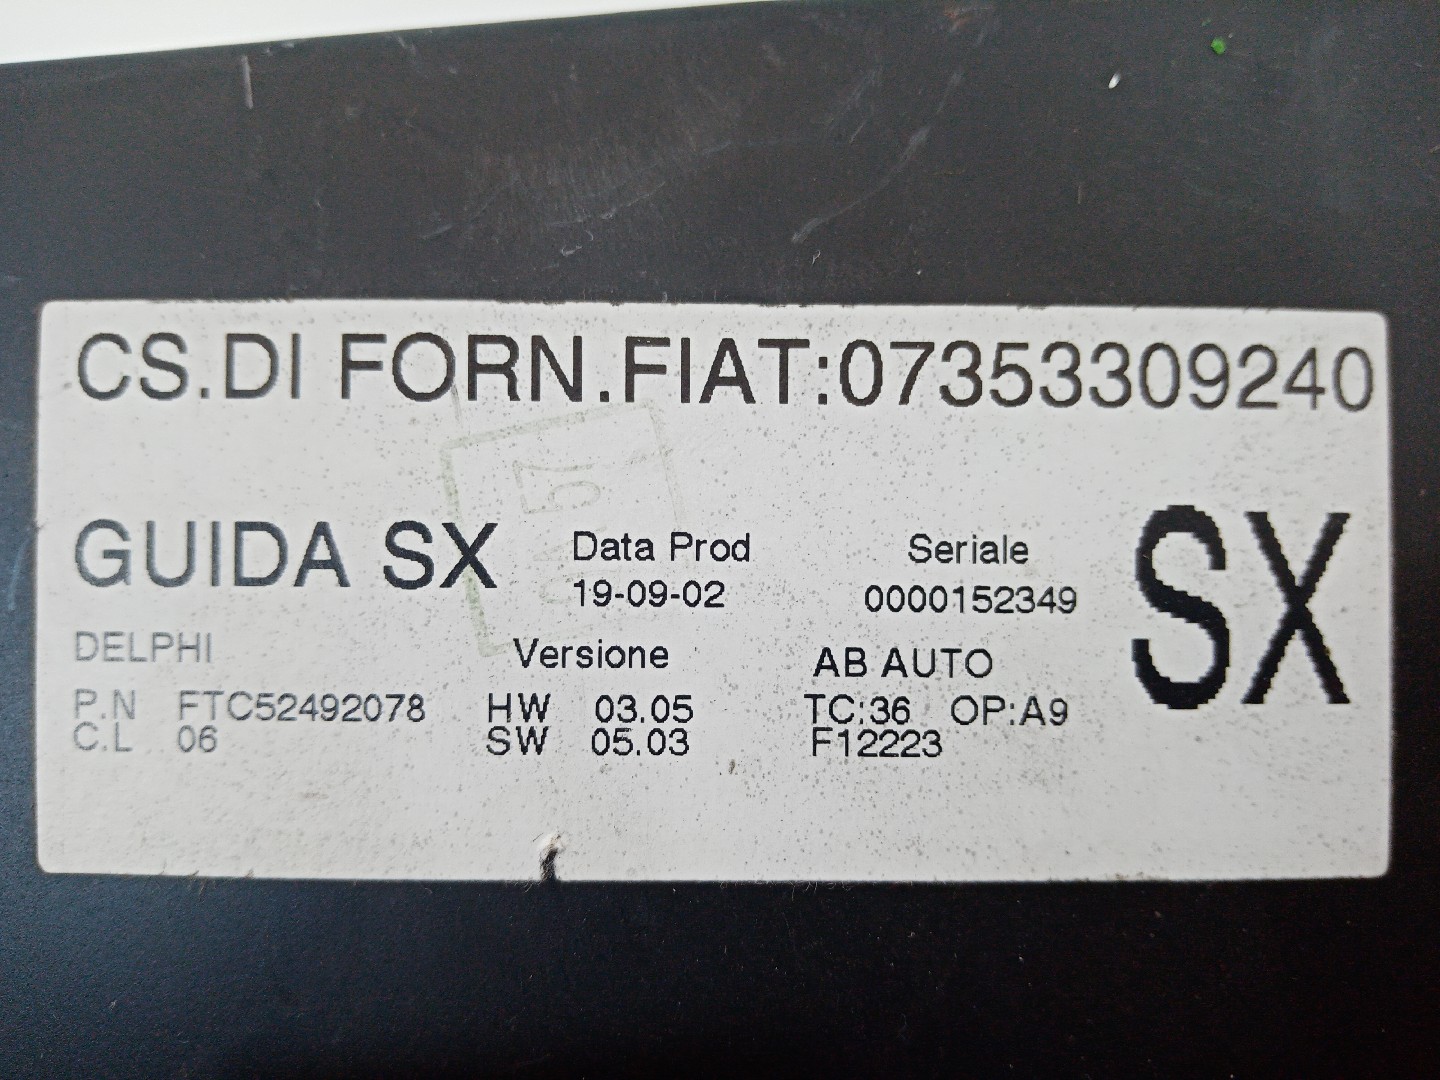 CS.DI FORN.FIAT:07353309240
GUIDA SX
Data Prod
19-09-02
Seriale
0000152349
SX
DELPHI
P.N FTC52492078
C.L 06
Versione
HW 03.05
SW 05.03
AB AUTO
TC:36 OP:A9
F12223